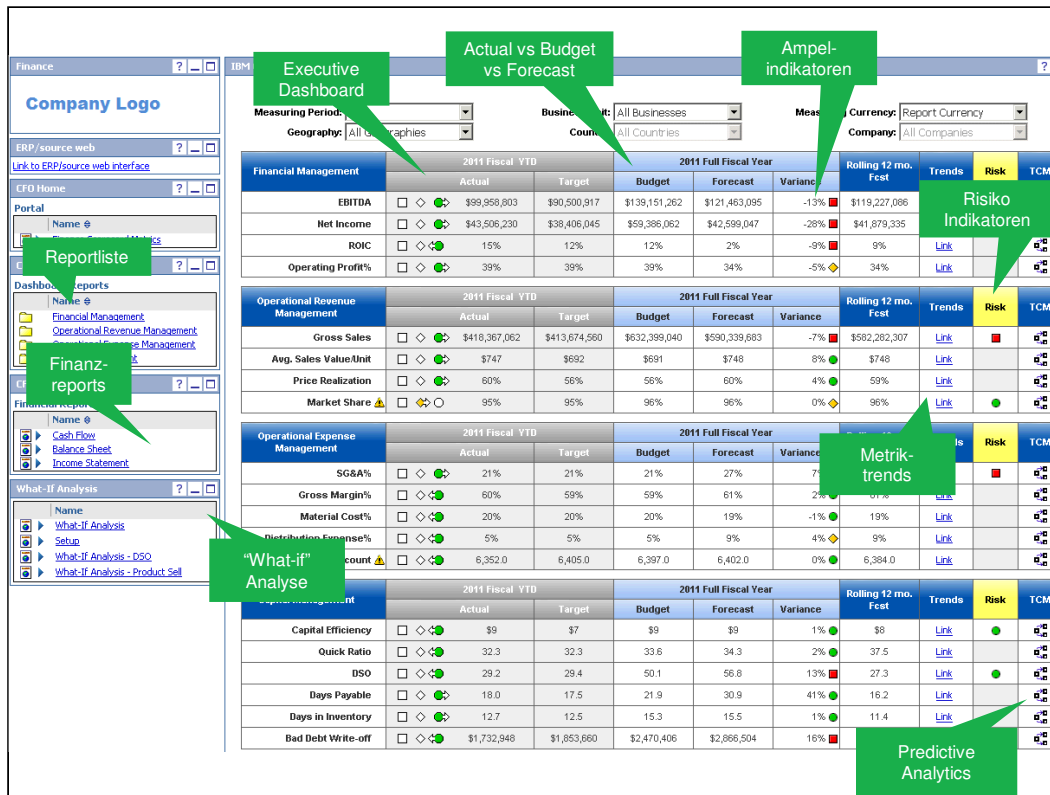 Finance
Company Logo
ERP/source web
Link to ERP/source web interface
CFO Home
Portal
Name
Reportliste
Dashboard Reports
Name
Financial Management
Operational Revenue Management
Operational Expense Management
Finanz-
reports
Name
Cash Flow
Balance Sheet
Income Statement
What-If Analysis
Name
What-If Analysis
Setup
What-If Analysis - DSO
What-If Analysis - Product Sell
"What-if"
Analyse
IBM
Executive
Dashboard
Actual vs Budget
vs Forecast
Ampel-
indikatoren
Measuring Period:
All Businesses
Currency: Report Currency
Geography:
All Countries
Company: All Companies
Financial Management 2011 Fiscal YTD 2011 Full Fiscal Year Rolling 12 mo. Fcst Trends Risk TCM
Actual Target Budget Forecast Variance
EBITDA $99,958,803 $90,500,917 $139,151,262 $121,463,095 -13% $119,227,086
Net Income $43,506,230 $38,406,045 $59,386,062 $42,599,047 -28% $41,879,335
ROIC 15% 12% 12% 2% -9% 9% Link
Operating Profit% 39% 39% 39% 34% -5% 34% Link
Risiko
Indikatoren
Operational Revenue Management 2011 Fiscal YTD 2011 Full Fiscal Year Rolling 12 mo. Fcst Trends Risk TCM
Actual Target Budget Forecast Variance
Gross Sales $418,367,062 $413,674,560 $632,399,040 $590,339,683 -7% $582,282,307 Link
Avg. Sales Value/Unit $747 $692 $691 $748 8% $748 Link
Price Realization 60% 56% 56% 60% 4% 59% Link
Market Share 95% 95% 96% 96% 0% 96% Link
Operational Expense Management 2011 Fiscal YTD 2011 Full Fiscal Year Risk TCM
Actual Target Budget Forecast Variance
SG&A% 21% 21% 21% 27%
Gross Margin% 60% 59% 59% 61% 2% 61% Link
Material Cost% 20% 20% 20% 19% -1% 19% Link
Distribution Expense% 5% 5% 5% 9% 4% 9% Link
6,352.0 6,405.0 6,397.0 6,402.0 0% 6,384.0 Link
Metrik-
trends
2011 Fiscal YTD 2011 Full Fiscal Year Rolling 12 mo. Fcst Trends Risk TCM
Actual Target Budget Forecast Variance
Capital Efficiency $9 $7 $9 $9 1% $8 Link
Quick Ratio 32.3 32.3 33.6 34.3 2% 37.5 Link
DSO 29.2 29.4 50.1 56.8 13% 27.3 Link
Days Payable 18.0 17.5 21.9 30.9 41% 16.2 Link
Days in Inventory 12.7 12.5 15.3 15.5 1% 11.4 Link
Bad Debt Write-off $1,732,948 $1,853,660 $2,470,406 $2,866,504 16%
Predictive
Analytics